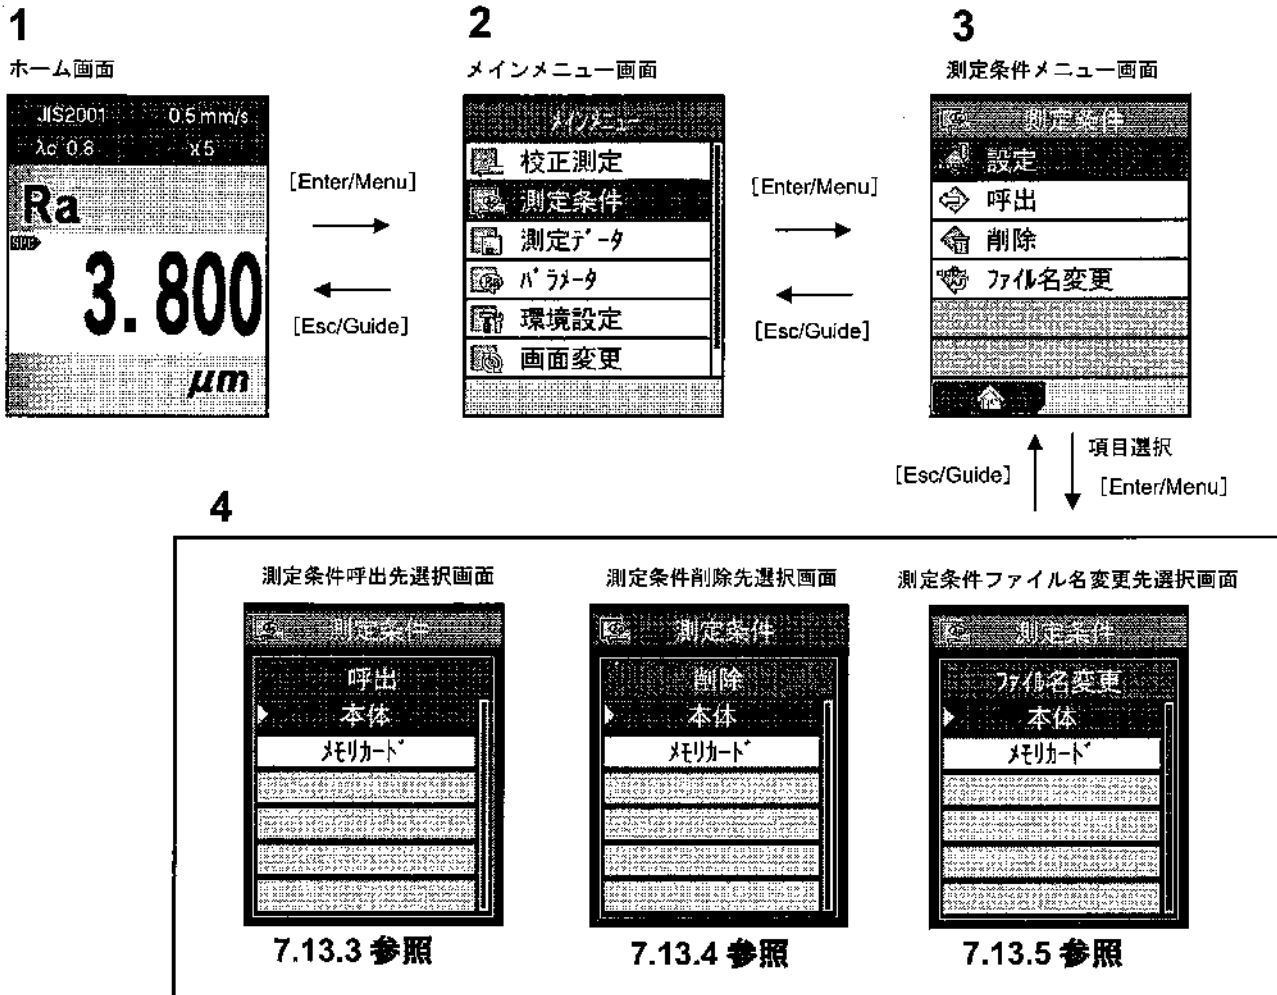 1
ホーム画面
JIS2001 0.5 mm/s
λc 0.8 x 5
Ra
SPC
3.800
μm
[Enter/Menu]
[Esc/Guide]
2
メインメニュー画面
メインメニュー
校正測定
測定条件
測定データ
パラメータ
環境設定
画面変更
[Enter/Menu]
[Esc/Guide]
3
測定条件メニュー画面
測定条件
設定
呼出
削除
ファイル名変更
[Esc/Guide]
項目選択
[Enter/Menu]
4
測定条件呼出先選択画面
測定条件
呼出
本体
メモリカード
7.13.3 参照
測定条件削除先選択画面
測定条件
削除
本体
メモリカード
7.13.4 参照
測定条件ファイル名変更先選択画面
測定条件
ファイル名変更
本体
メモリカード
7.13.5 参照